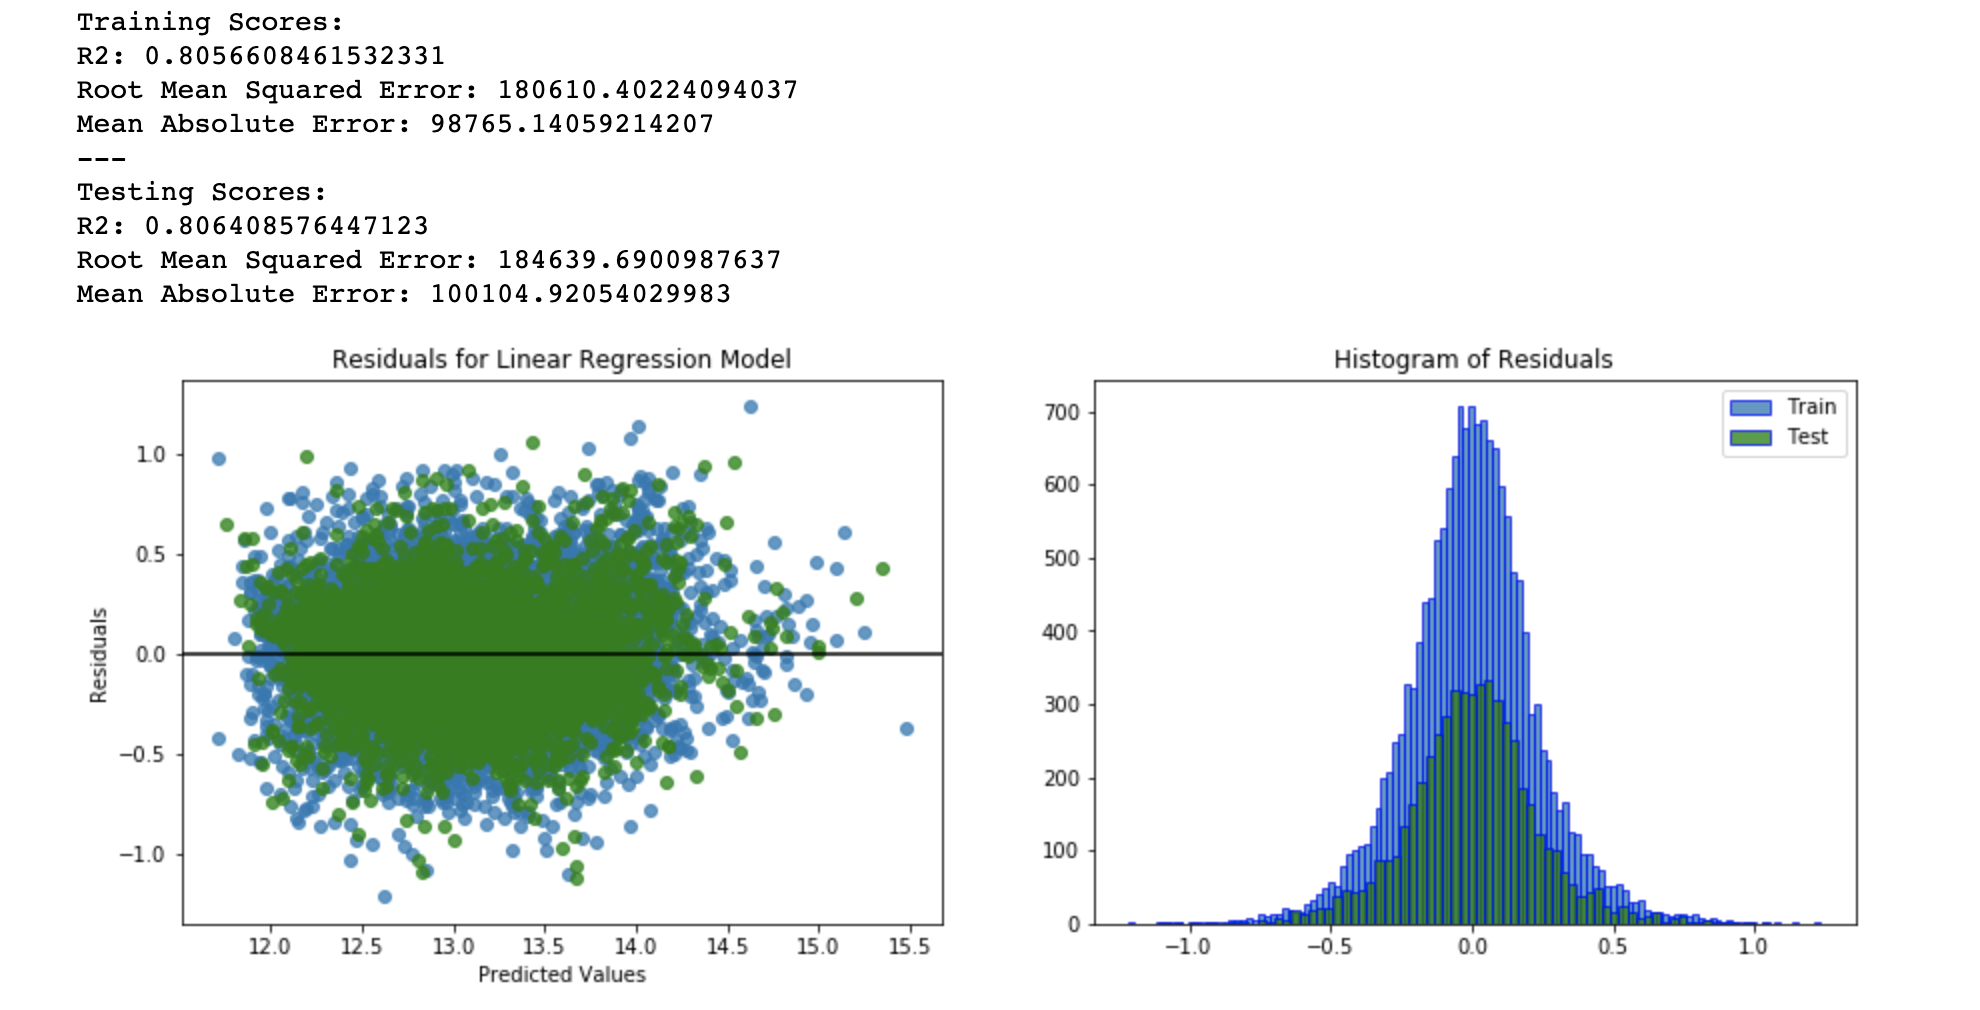 Training Scores:
R2: 0.8056608461532331
Root Mean Squared Error: 180610.40224094037
Mean Absolute Error: 98765.14059214207
---
Testing Scores:
R2: 0.806408576447123
Root Mean Squared Error: 184639.6900987637
Mean Absolute Error: 100104.92054029983
Residuals for Linear Regression Model
1.0
0.5
0.0
−0.5
−1.0
Residuals
12.0 12.5 13.0 13.5 14.0 14.5 15.0 15.5
Predicted Values
Histogram of Residuals
Train
Test
700
600
500
400
300
200
100
0
−1.0 −0.5 0.0 0.5 1.0